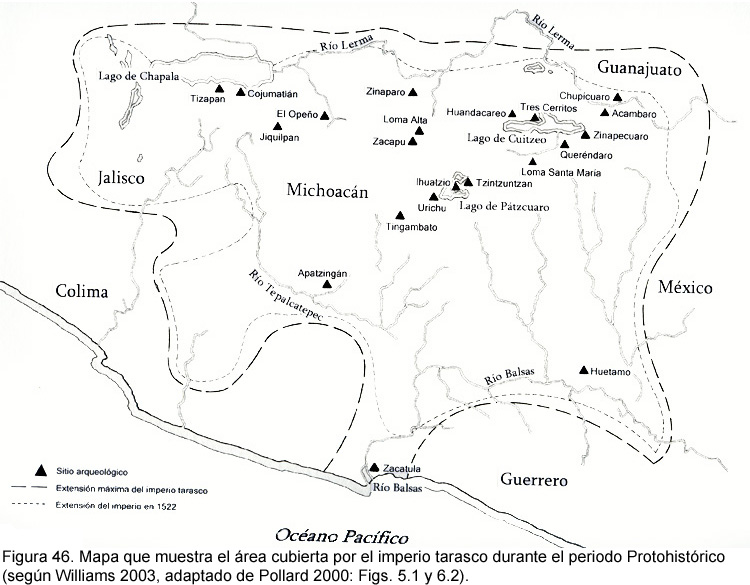 Río Lerma
Río Lerma
Guanajuato
Lago de Chapala
Tizapan
Cojumatlán
Zinaparo
Chupicuaro
El Opeño
Loma Alta
Huandacareo
Tres Cerritos
Acambaro
Jiquilpan
Zacapu
Lago de Cuitzeo
Zinapecuaro
Queréndaro
Loma Santa María
Jalisco
Michoacán
Ihuatzio
Tzintzuntzan
Urichu
Lago de Pátzcuaro
Tingambato
Colima
Apatzingán
Río Tepalcatepec
México
Río Balsas
Huetamo
Zacatula
Río Balsas
Guerrero
Sitio arqueológico
Extensión máxima del imperio tarasco
Extensión del imperio en 1522
Océano Pacífico
Figura 46. Mapa que muestra el área cubierta por el imperio tarasco durante el periodo Protohistórico
(según Williams 2003, adaptado de Pollard 2000: Figs. 5.1 y 6.2).